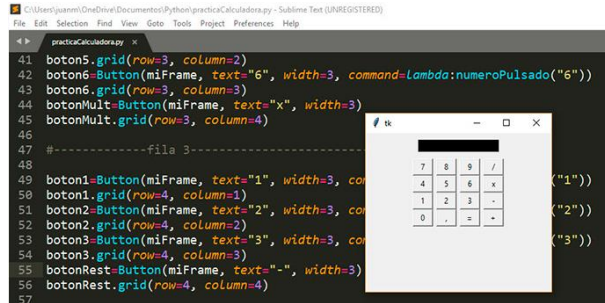 C:\Users\juanm\OneDrive\Documentos\Python\practicaCalculadora.py - Sublime Text (UNREGISTERED)
File Edit Selection Find View Goto Tools Project Preferences Help
practicaCalculadora.py ×
41 boton5.grid(row=3, column=2)
42 boton6=Button(miFrame, text="6", width=3, command=lambda:numeroPulsado("6"))
43 boton6.grid(row=3, column=3)
44 botonMult=Button(miFrame, text="x", width=3)
45 botonMult.grid(row=3, column=4)
46
47 #-------------fila 3------------------------
48
49 boton1=Button(miFrame, text="1", width=3, co ("1"))
50 boton1.grid(row=4, column=1)
51 boton2=Button(miFrame, text="2", width=3, co ("2"))
52 boton2.grid(row=4, column=2)
53 boton3=Button(miFrame, text="3", width=3, co ("3"))
54 boton3.grid(row=4, column=3)
55 botonRest=Button(miFrame, text="-", width=3)
56 botonRest.grid(row=4, column=4)
57
tk
7 8 9 /
4 5 6 x
1 2 3 -
0 , = +